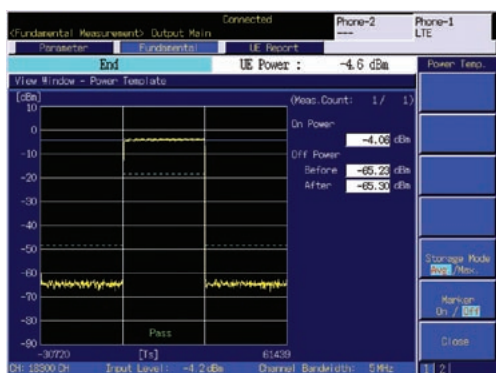 Connected
<Fundamental Measurement> Output Main
Phone-2
---
Phone-1
LTE
Parameter
Fundamental
UE Report
End
UE Power : -4.6 dBm
Power Temp.
View Window - Power Template
[dBm]
(Meas.Count: 1/ 1)
On Power
-4.06 dBm
Off Power
Before -65.23 dBm
After -65.30 dBm
10
0
-10
-20
-30
-40
-50
-60
-70
-80
-90
Pass
-30720
[Ts]
61439
Storage Mode
Avg./Max.
Marker
On / Off
Close
CH: 18300 CH
Input Level: -4.2 dBm
Channel Bandwidth: 5MHz
1 2